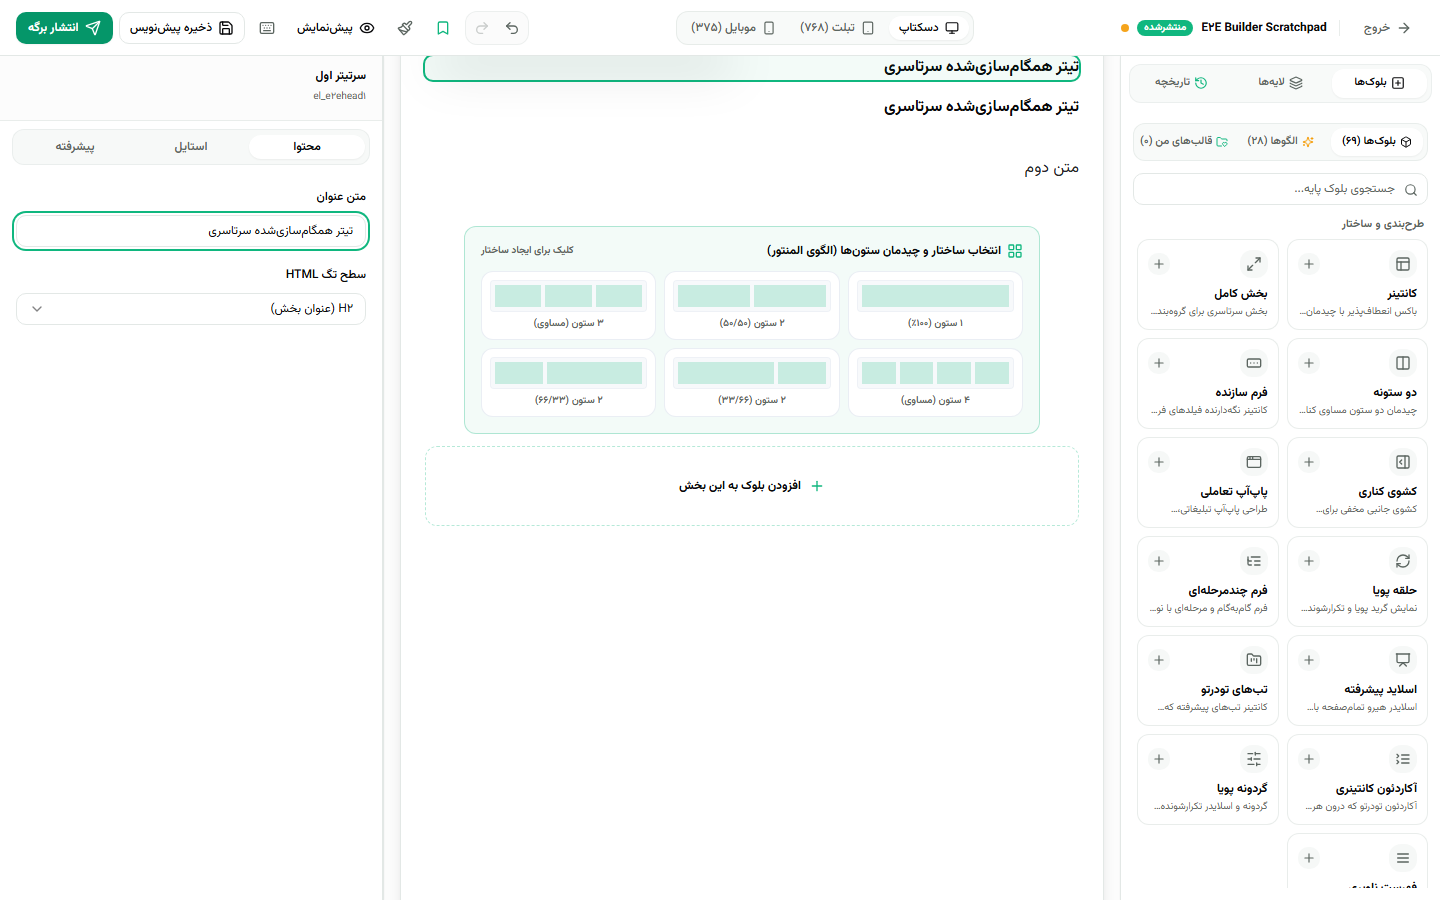 خروج
E۲E Builder Scratchpad
منتشرشده
دسکتاپ
تبلت (۷۶۸)
موبایل (۳۷۵)
پیش‌نمایش
ذخیره پیش‌نویس
انتشار برگه
بلوک‌ها
لایه‌ها
تاریخچه
بلوک‌ها (۶۹)
الگوها (۲۸)
قالب‌های من (۰)
جستجوی بلوک پایه...
طرح‌بندی و ساختار
کانتینر
باکس انعطاف‌پذیر با چیدمان...
بخش کامل
بخش سرتاسری برای گروه‌بند...
دو ستونه
چیدمان دو ستون مساوی کنا...
فرم سازنده
کانتینر نگه‌دارنده فیلدهای فر...
کشوی کناری
کشوی جانبی مخفی برای...
پاپ‌آپ تعاملی
طراحی پاپ‌آپ تبلیغاتی،...
حلقه پویا
نمایش گرید پویا و تکرارشوند...
فرم چندمرحله‌ای
فرم گام‌به‌گام و مرحله‌ای با نو...
اسلاید پیشرفته
اسلایدر هیرو تمام‌صفحه با...
تب‌های تودرتو
کانتینر تب‌های پیشرفته که...
آکاردئون کانتینری
آکاردئون تودرتو که درون هر...
گردونه پویا
گردونه و اسلایدر تکرارشونده...
تیتر همگام‌سازی‌شده سرتاسری
تیتر همگام‌سازی‌شده سرتاسری
متن دوم
انتخاب ساختار و چیدمان ستون‌ها (الگوی المنتور)
کلیک برای ایجاد ساختار
۱ ستون (۱۰۰٪)
۲ ستون (۵۰/۵۰)
۳ ستون (مساوی)
۴ ستون (مساوی)
۲ ستون (۳۳/۶۶)
۲ ستون (۶۶/۳۳)
افزودن بلوک به این بخش
سرتیتر اول
el_e۲ehead۱
محتوا
استایل
پیشرفته
متن عنوان
تیتر همگام‌سازی‌شده سرتاسری
سطح تگ HTML
H۲ (عنوان بخش)